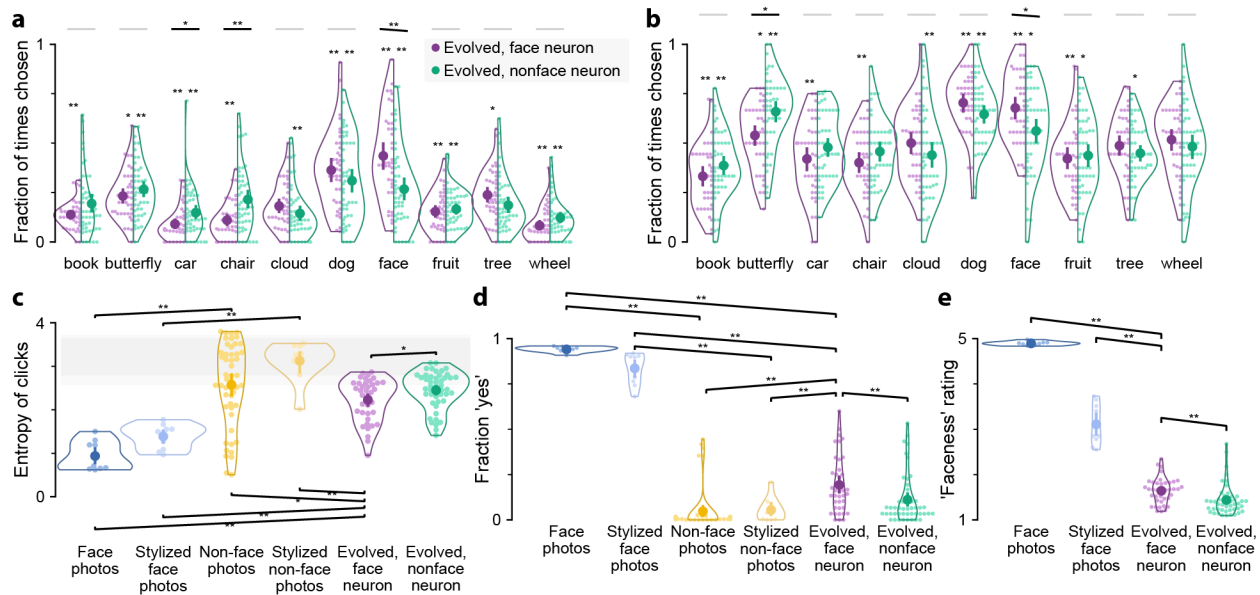 a
* ** **
1
Evolved, face neuron
Evolved, nonface neuron
** * ** ** ** ** ** ** ** ** ** ** ** ** ** * ** **
Fraction of times chosen
0
book butterfly car chair cloud dog face fruit tree wheel
b
* *
1
** ** * ** ** ** ** ** ** ** * ** * *
Fraction of times chosen
0
book butterfly car chair cloud dog face fruit tree wheel
c
**
**
*
4
Entropy of clicks
0
**
*
**
**
Face photos
Stylized face photos
Non-face photos
Stylized non-face photos
Evolved, face neuron
Evolved, nonface neuron
d
**
**
**
**
**
**
**
1
Fraction 'yes'
0
Face photos
Stylized face photos
Non-face photos
Stylized non-face photos
Evolved, face neuron
Evolved, nonface neuron
e
**
**
**
5
'Faceness' rating
1
Face photos
Stylized face photos
Evolved, face neuron
Evolved, nonface neuron